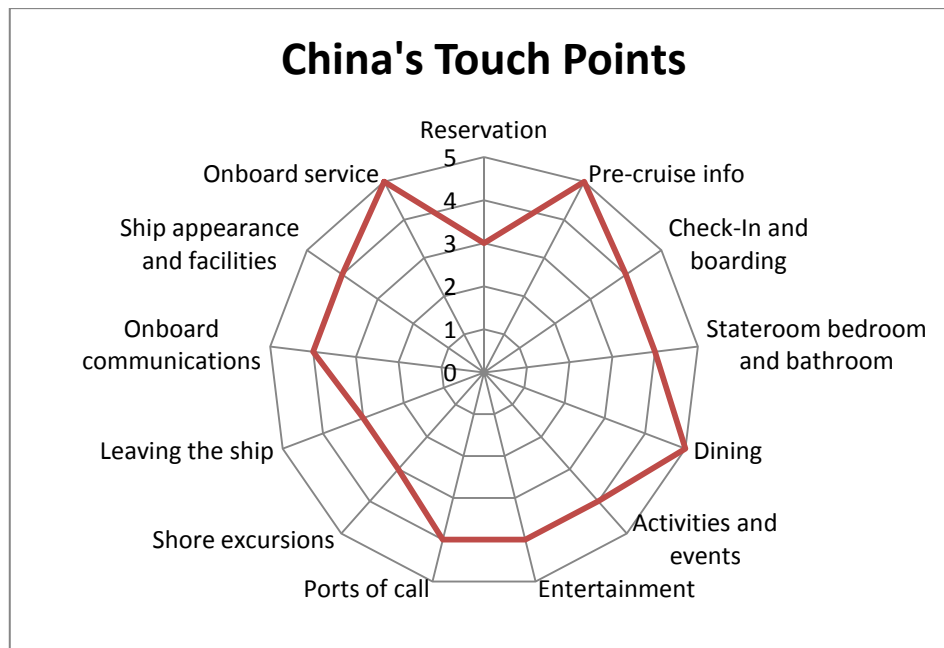 China's Touch Points
Reservation
Pre-cruise info
Check-In and
boarding
Stateroom bedroom
and bathroom
Dining
Activities and
events
Entertainment
Ports of call
Shore excursions
Leaving the ship
Onboard
communications
Ship appearance
and facilities
Onboard service
5
4
3
2
1
0